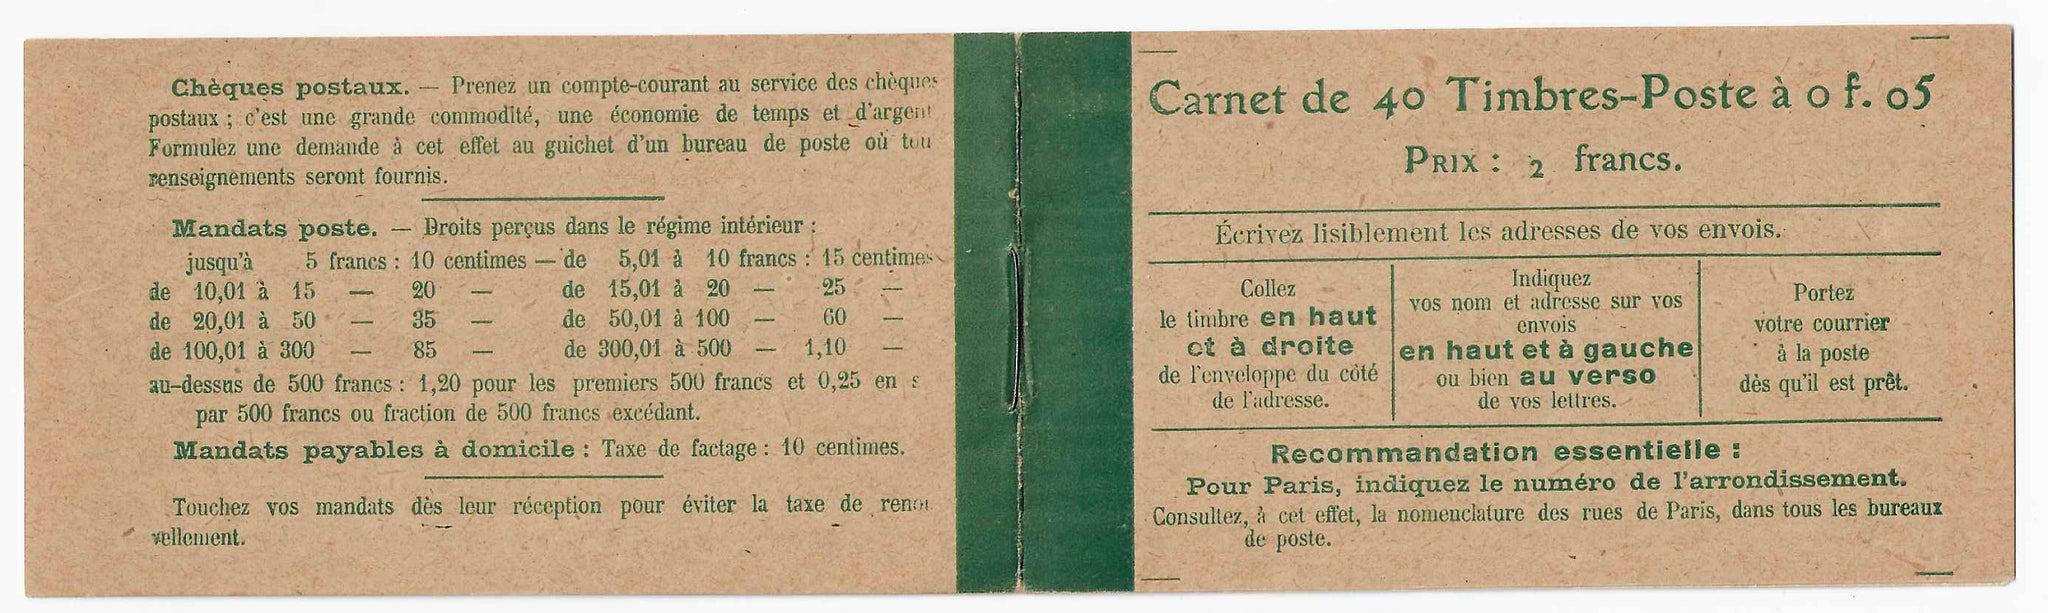 Chèques postaux. — Prenez un compte-courant au service des chèques
postaux ; c'est une grande commodité, une économie de temps et d'argent
Formulez une demande à cet effet au guichet d'un bureau de poste où tou
renseignements seront fournis.
Mandats poste. — Droits perçus dans le régime intérieur :
jusqu'à 5 francs : 10 centimes — de 5,01 à 10 francs : 15 centimes
de 10,01 à 15 — 20 — de 15,01 à 20 — 25 —
de 20,01 à 50 — 35 — de 50,01 à 100 — 60 —
de 100,01 à 300 — 85 — de 300,01 à 500 — 1,10 —
au-dessus de 500 francs : 1,20 pour les premiers 500 francs et 0,25 en s
par 500 francs ou fraction de 500 francs excédant.
Mandats payables à domicile : Taxe de factage : 10 centimes.
Touchez vos mandats dès leur réception pour éviter la taxe de renou
vellement.
Carnet de 40 Timbres-Poste à 0 f. 05
PRIX : 2 francs.
Écrivez lisiblement les adresses de vos envois.
Collez
le timbre en haut
et à droite
de l'enveloppe du côté
de l'adresse.
Indiquez
vos nom et adresse sur vos
envois
en haut et à gauche
ou bien au verso
de vos lettres.
Portez
votre courrier
à la poste
dès qu'il est prêt.
Recommandation essentielle :
Pour Paris, indiquez le numéro de l'arrondissement.
Consultez, à cet effet, la nomenclature des rues de Paris, dans tous les bureaux
de poste.